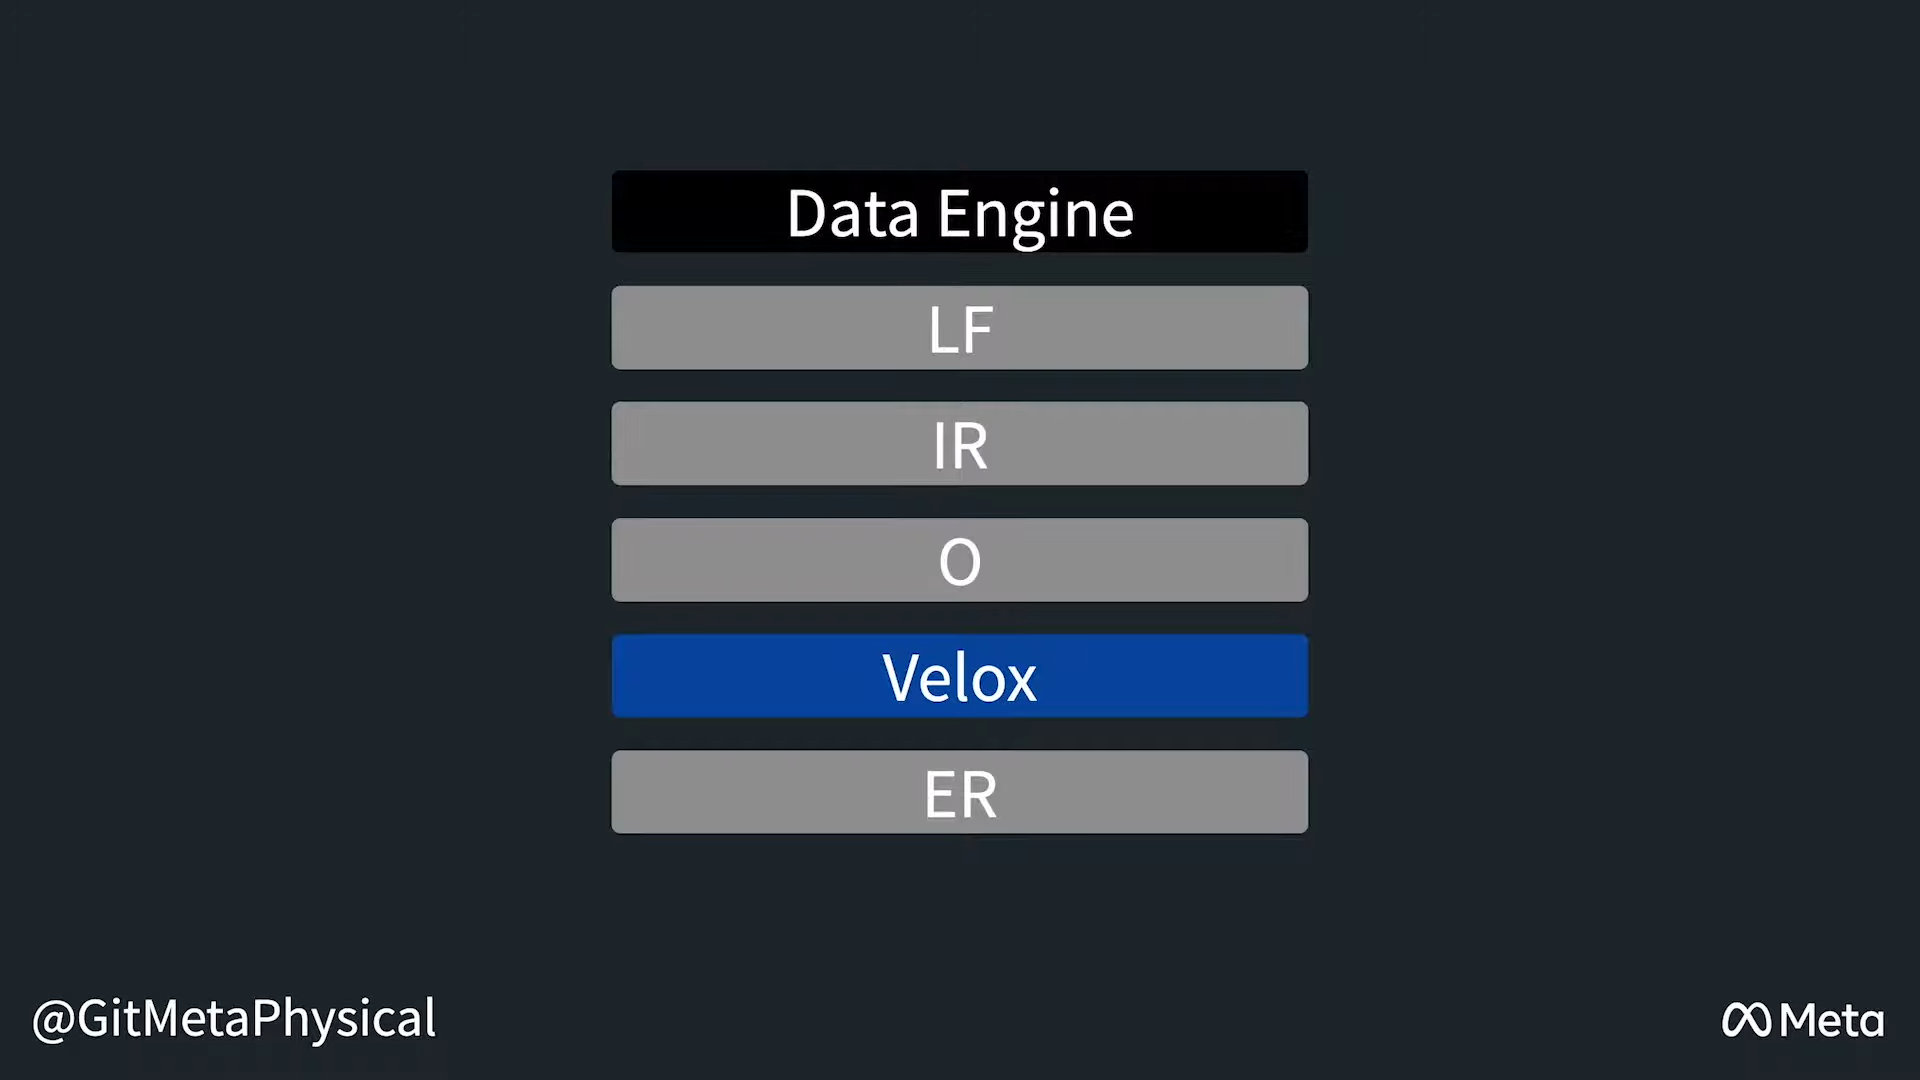 Data Engine
LF
IR
O
Velox
ER
@GitMetaPhysical
Meta